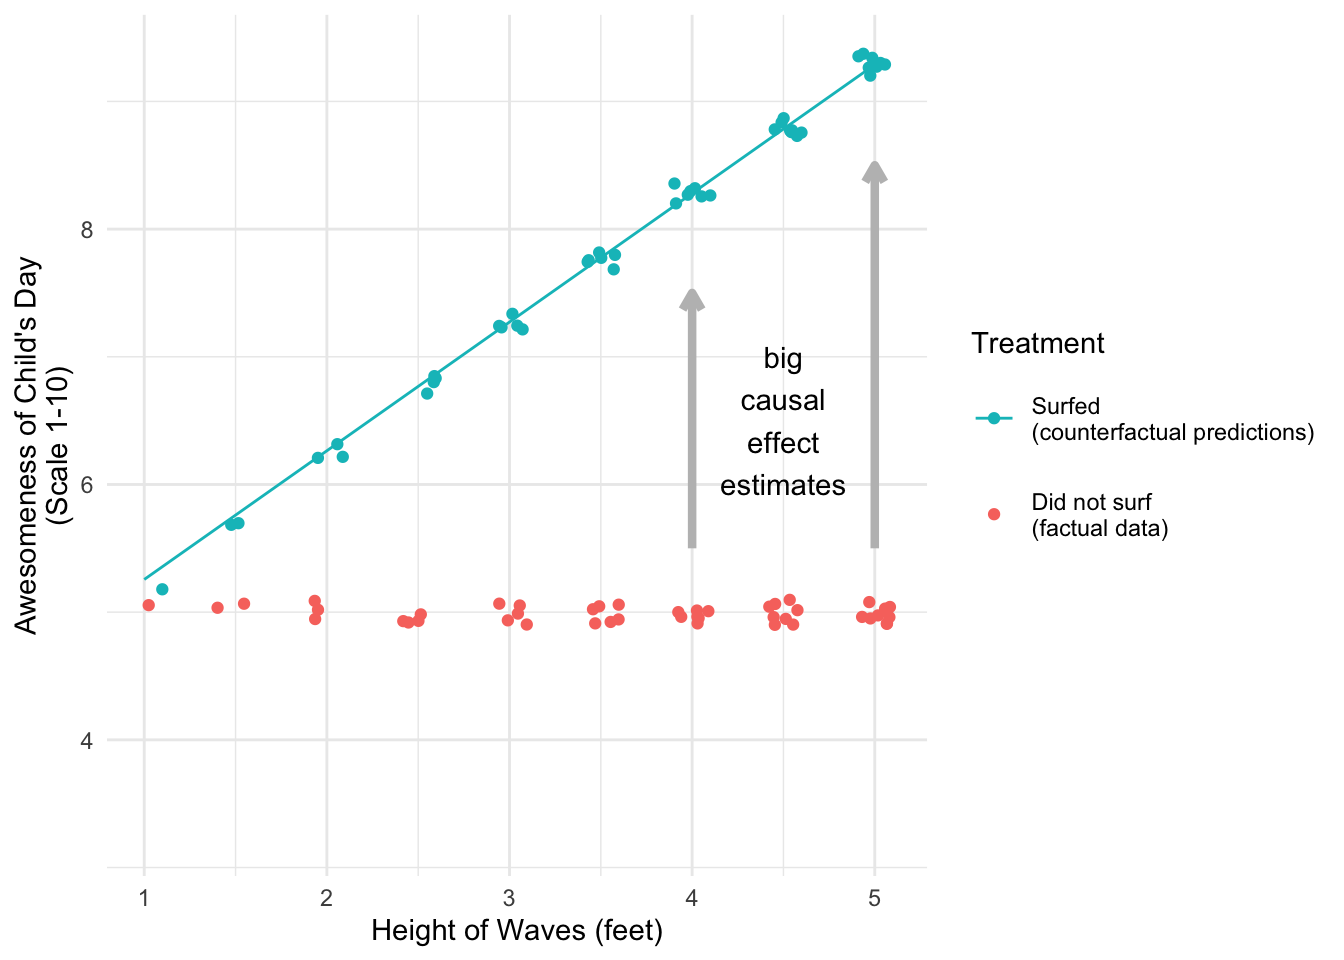 Awesomeness of Child's Day
(Scale 1-10)
8
6
4
big
causal
effect
estimates
1
2
3
4
5
Height of Waves (feet)
Treatment
Surfed
(counterfactual predictions)
Did not surf
(factual data)